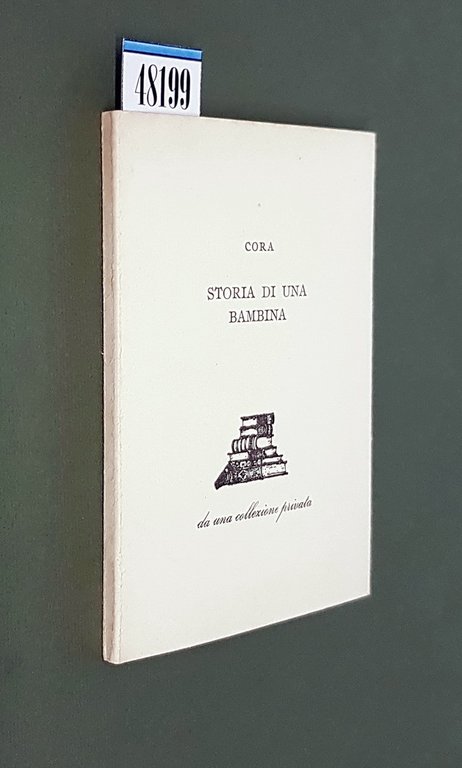 48199
CORA
STORIA DI UNA
BAMBINA
da una collezione privata